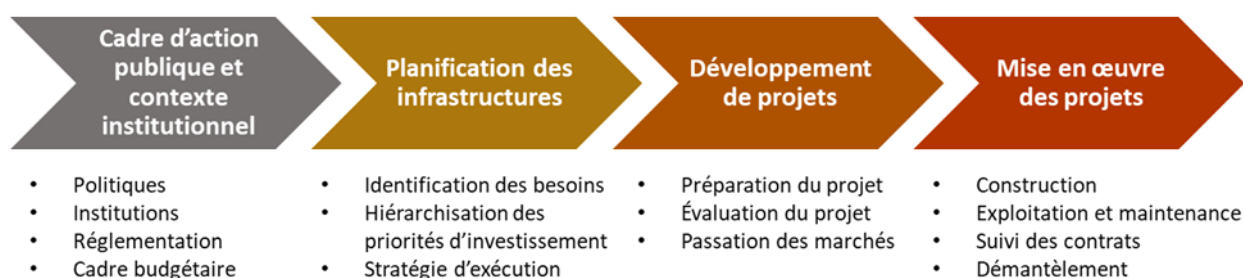 Cadre d’action
publique et
contexte
institutionnel
• Politiques
• Institutions
• Réglementation
• Cadre budgétaire
Planification des
infrastructures
• Identification des besoins
• Hiérarchisation des
priorités d’investissement
• Stratégie d’exécution
Développement
de projets
• Préparation du projet
• Évaluation du projet
• Passation des marchés
Mise en œuvre
des projets
• Construction
• Exploitation et maintenance
• Suivi des contrats
• Démantèlement